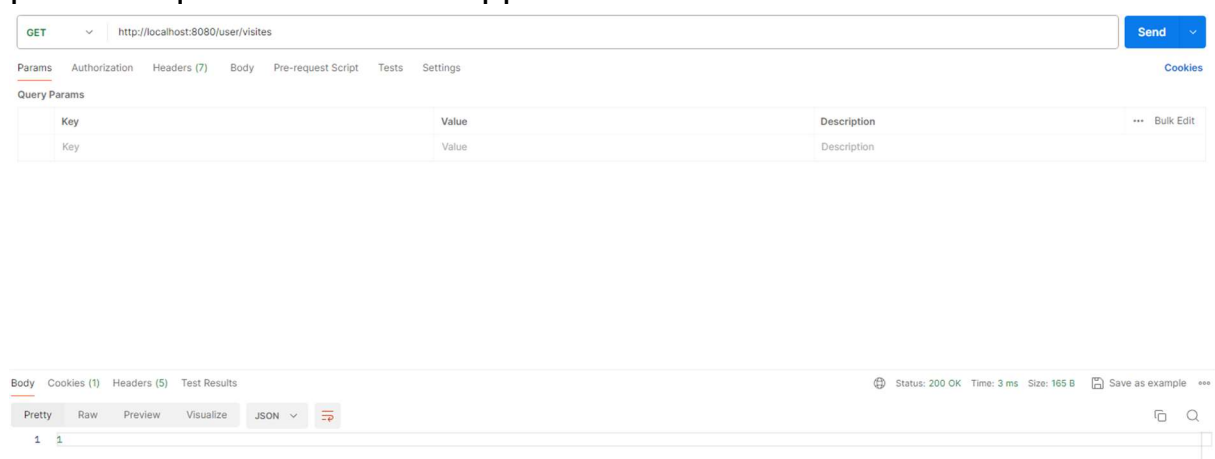 GET http://localhost:8080/user/visites Send
Params Authorization Headers (7) Body Pre-request Script Tests Settings Cookies
Query Params
Key Value Description ••• Bulk Edit
Key Value Description
Body Cookies (1) Headers (5) Test Results Status: 200 OK Time: 3 ms Size: 165 B Save as example
Pretty Raw Preview Visualize JSON
1 1